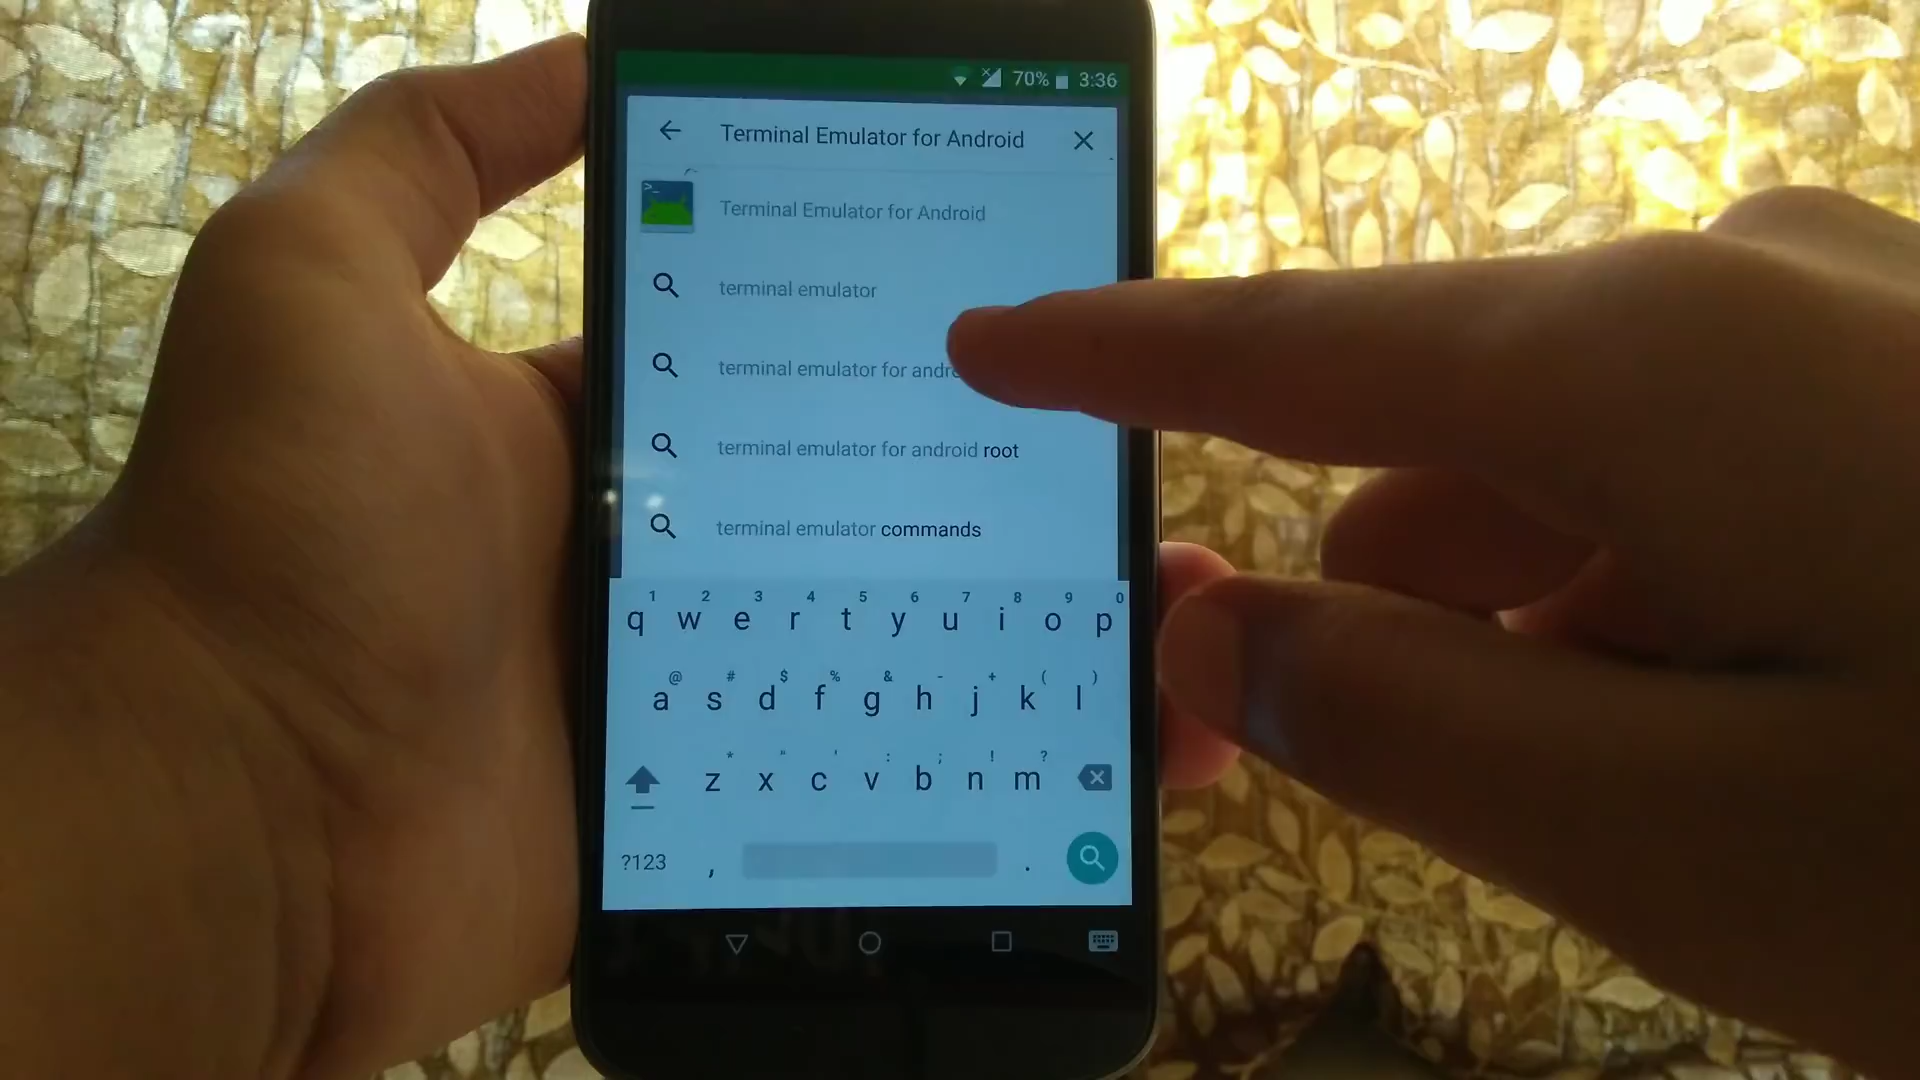 70% 3:36
Terminal Emulator for Android
>_
Terminal Emulator for Android
terminal emulator
terminal emulator for
terminal emulator for android root
terminal emulator commands
1 2 3 4 5 6 7 8 9 0
q w e r t y u i o p
@ # $ % & - + ( )
a s d f g h j k l
* " ' : ; ! ?
z x c v b n m
?123 , .